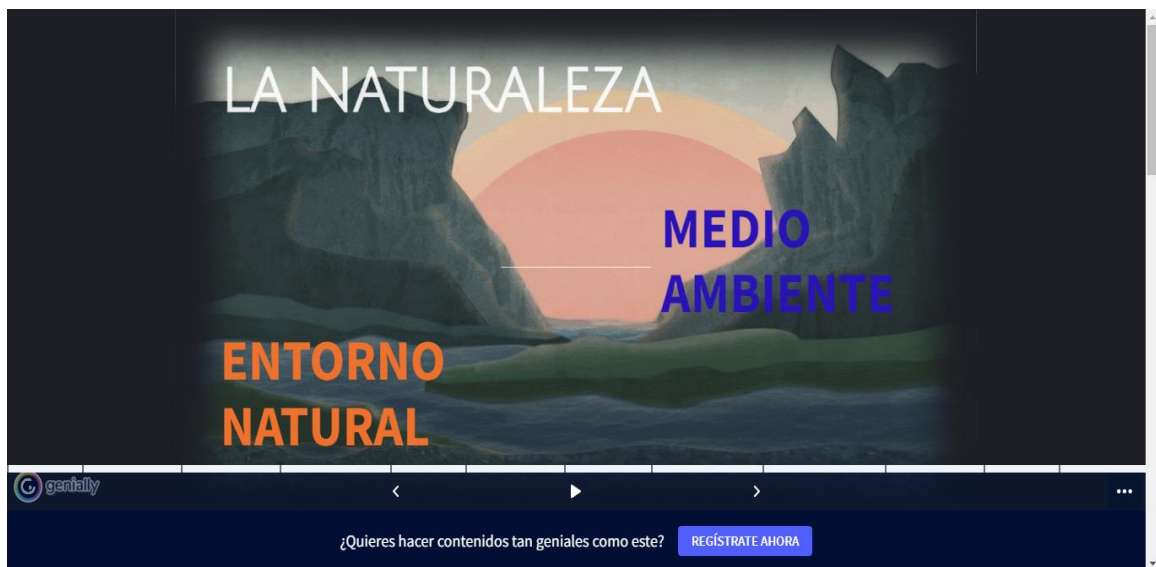 LA NATURALEZA
MEDIO
AMBIENTE
ENTORNO
NATURAL
genially
¿Quieres hacer contenidos tan geniales como este?
REGÍSTRATE AHORA